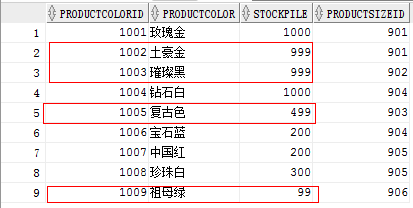 PRODUCTCOLORID PRODUCTCOLOR STOCKPILE PRODUCTSIZEID
1 1001 玫瑰金 1000 901
2 1002 土豪金 999 901
3 1003 璀璨黑 999 902
4 1004 钻石白 1000 902
5 1005 复古色 499 903
6 1006 宝石蓝 200 904
7 1007 中国红 200 905
8 1008 珍珠白 300 905
9 1009 祖母绿 99 906